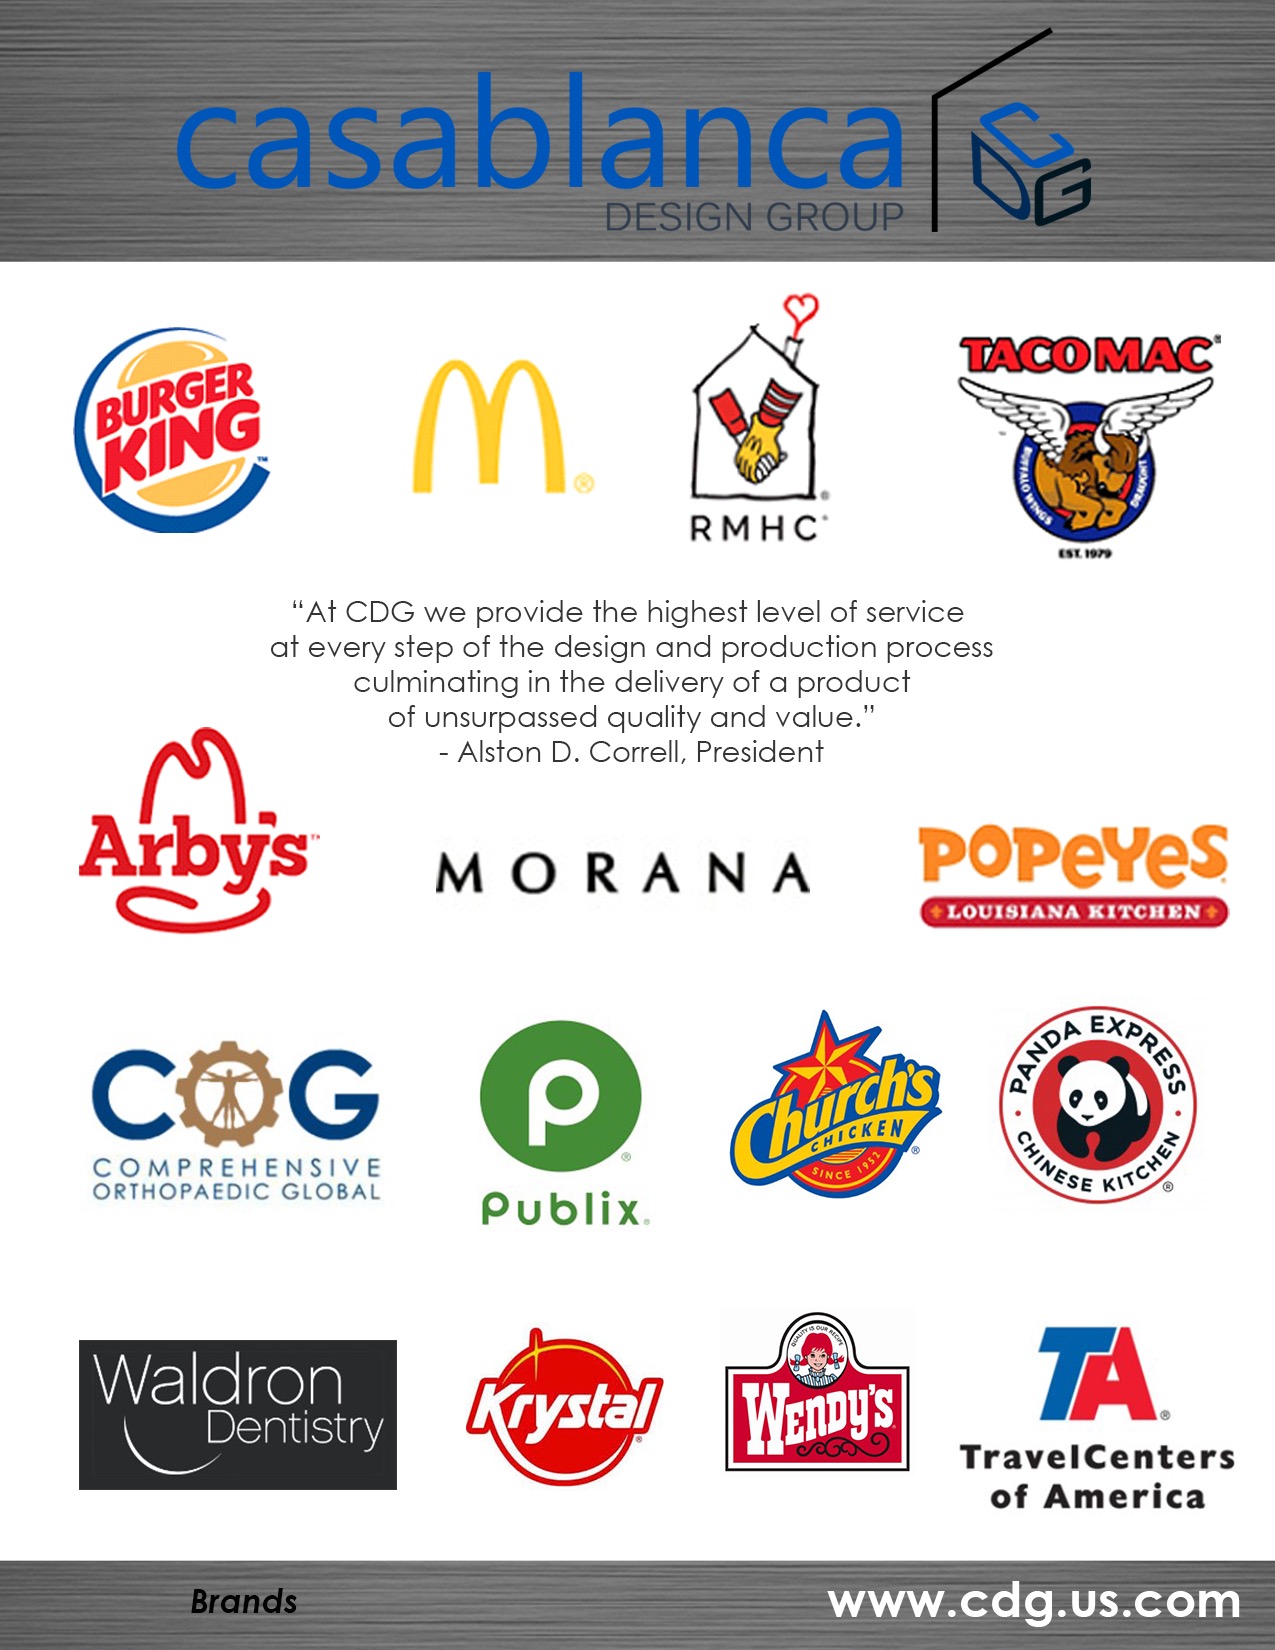 casablanca
DESIGN GROUP
CDG
BURGER
KING
™
M
®
RMHC®
TACO MAC®
BUFFALO WINGS
DRAUGHT
EST. 1979
“At CDG we provide the highest level of service
at every step of the design and production process
culminating in the delivery of a product
of unsurpassed quality and value.”
- Alston D. Correll, President
Arby's™
MORANA
POPEYES
LOUISIANA KITCHEN
COG
COMPREHENSIVE
ORTHOPAEDIC GLOBAL
P
®
Publix®
Church's
CHICKEN
SINCE 1952
®
PANDA EXPRESS
CHINESE KITCHEN
®
Waldron
Dentistry
Krystal®
QUALITY IS OUR RECIPE
WENDY'S
TA®
TravelCenters
of America
Brands
www.cdg.us.com